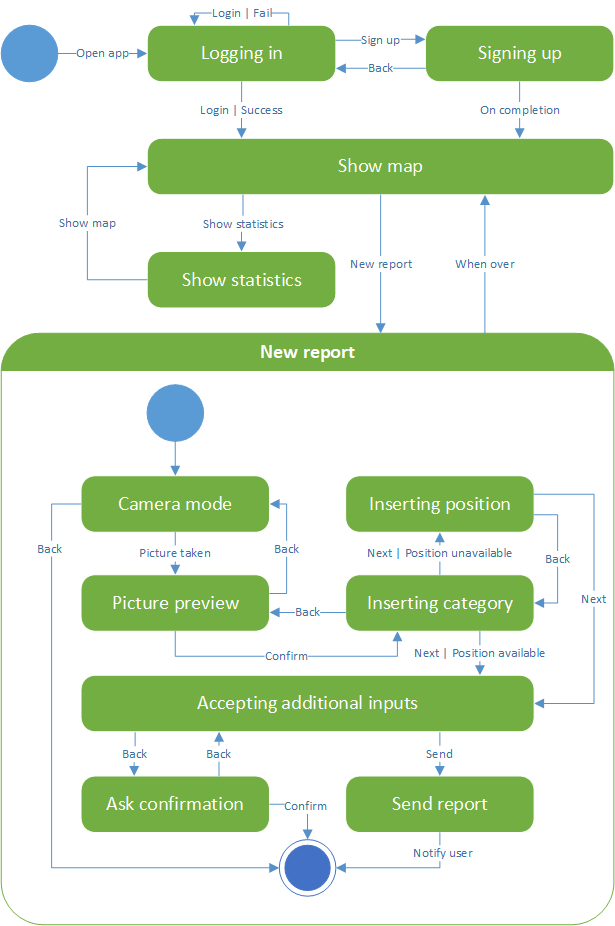 Login | Fail
Open app
Logging in
Sign up
Back
Signing up
Login | Success
On completion
Show map
Show map
Show statistics
New report
When over
Show statistics
New report
Camera mode
Inserting position
Back
Picture taken
Back
Next | Position unavailable
Back
Next
Picture preview
Back
Inserting category
Confirm
Next | Position available
Accepting additional inputs
Back
Back
Send
Ask confirmation
Confirm
Send report
Notify user